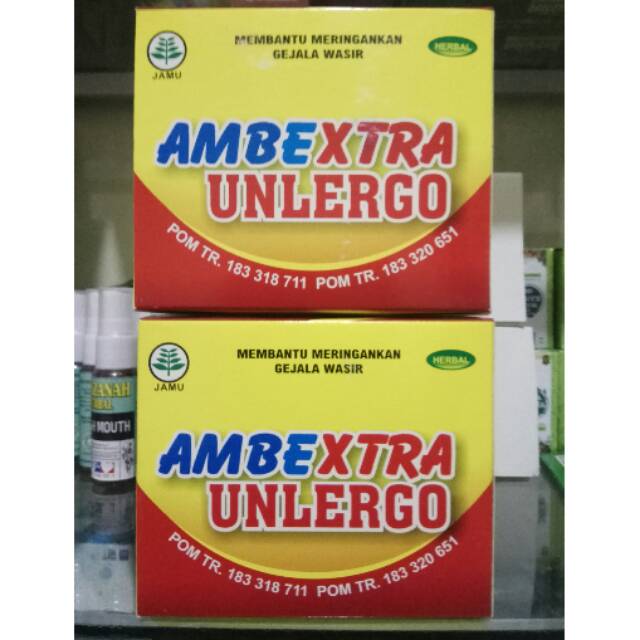 MEMBANTU MERINGANKAN
GEJALA WASIR
JAMU
HERBAL
AMBEXTRA
UNLERGO
POM TR. 183 318 711 POM TR. 183 320 651
MEMBANTU MERINGANKAN
GEJALA WASIR
JAMU
HERBAL
AMBEXTRA
UNLERGO
POM TR. 183 318 711 POM TR. 183 320 651
ZANAH
MOUTH